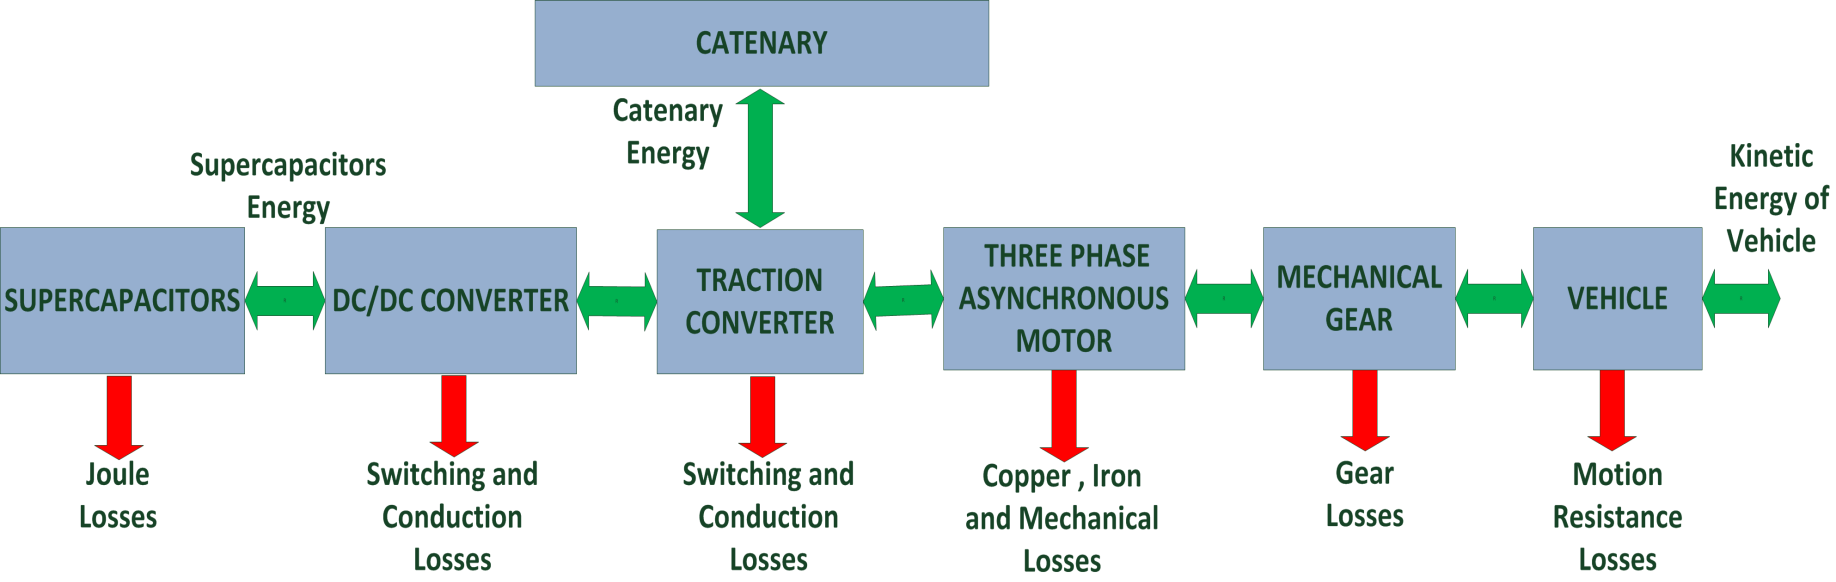 CATENARY
Catenary
Energy
Supercapacitors
Energy
Kinetic
Energy of
Vehicle
SUPERCAPACITORS
DC/DC CONVERTER
TRACTION
CONVERTER
THREE PHASE
ASYNCHRONOUS
MOTOR
MECHANICAL
GEAR
VEHICLE
Joule
Losses
Switching and
Conduction
Losses
Switching and
Conduction
Losses
Copper , Iron
and Mechanical
Losses
Gear
Losses
Motion
Resistance
Losses